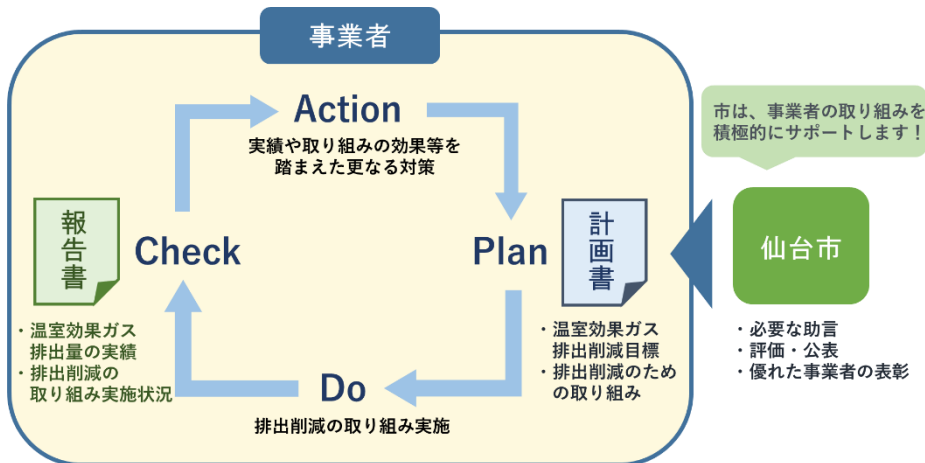 事業者
Action
実績や取り組みの効果等を
踏まえた更なる対策
Plan
計画書
・温室効果ガス
排出削減目標
・排出削減のため
の取り組み
Do
排出削減の取り組み実施
Check
報告書
・温室効果ガス
排出量の実績
・排出削減の
取り組み実施状況
市は、事業者の取り組みを
積極的にサポートします！
仙台市
・必要な助言
・評価・公表
・優れた事業者の表彰